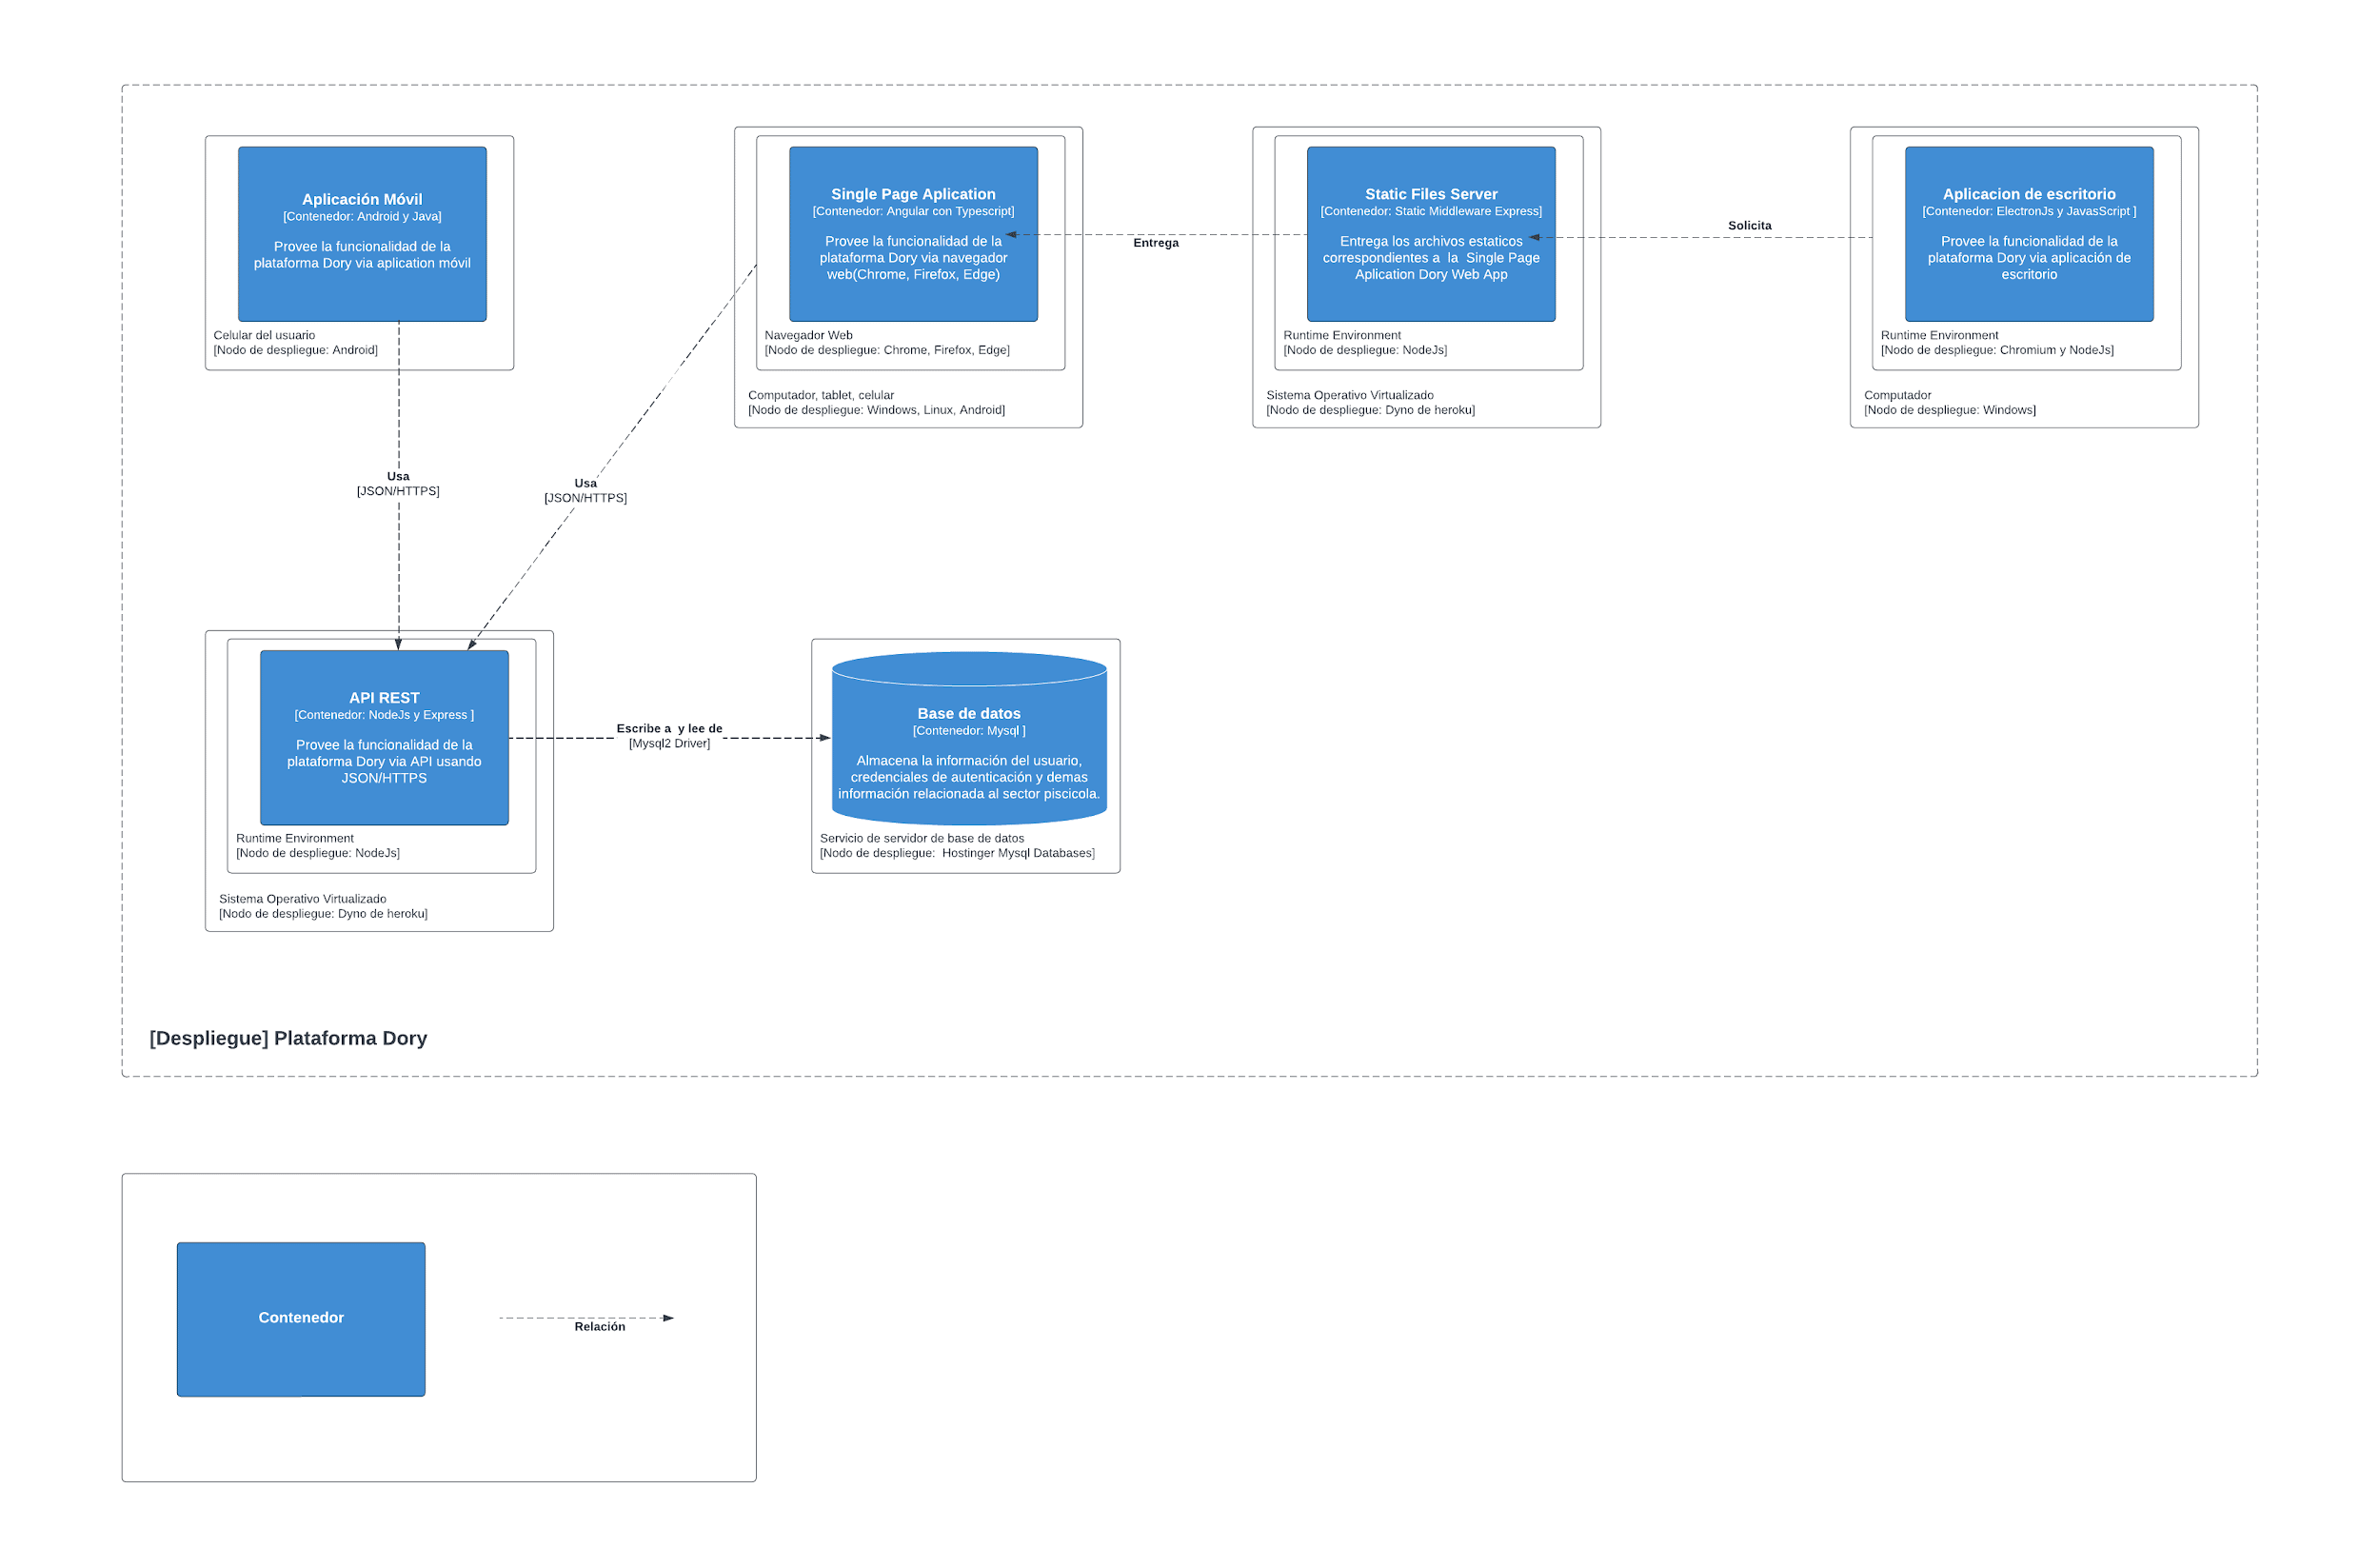 Aplicación Móvil
[Contenedor: Android y Java]
Provee la funcionalidad de la
plataforma Dory via aplication móvil
Celular del usuario
[Nodo de despliegue: Android]
Single Page Aplication
[Contenedor: Angular con Typescript]
Provee la funcionalidad de la
plataforma Dory via navegador
web(Chrome, Firefox, Edge)
Navegador Web
[Nodo de despliegue: Chrome, Firefox, Edge]
Computador, tablet, celular
[Nodo de despliegue: Windows, Linux, Android]
Entrega
Static Files Server
[Contenedor: Static Middleware Express]
Entrega los archivos estaticos
correspondientes a  la  Single Page
Aplication Dory Web App
Runtime Environment
[Nodo de despliegue: NodeJs]
Sistema Operativo Virtualizado
[Nodo de despliegue: Dyno de heroku]
Solicita
Aplicacion de escritorio
[Contenedor: ElectronJs y JavasScript ]
Provee la funcionalidad de la
plataforma Dory via aplicación de
escritorio
Runtime Environment
[Nodo de despliegue: Chromium y NodeJs]
Computador
[Nodo de despliegue: Windows]
Usa
[JSON/HTTPS]
Usa
[JSON/HTTPS]
API REST
[Contenedor: NodeJs y Express ]
Provee la funcionalidad de la
plataforma Dory via API usando
JSON/HTTPS
Runtime Environment
[Nodo de despliegue: NodeJs]
Sistema Operativo Virtualizado
[Nodo de despliegue: Dyno de heroku]
Escribe a  y lee de
[Mysql2 Driver]
Base de datos
[Contenedor: Mysql ]
Almacena la información del usuario,
credenciales de autenticación y demas
información relacionada al sector piscicola.
Servicio de servidor de base de datos
[Nodo de despliegue:  Hostinger Mysql Databases]
[Despliegue] Plataforma Dory
Contenedor
Relación